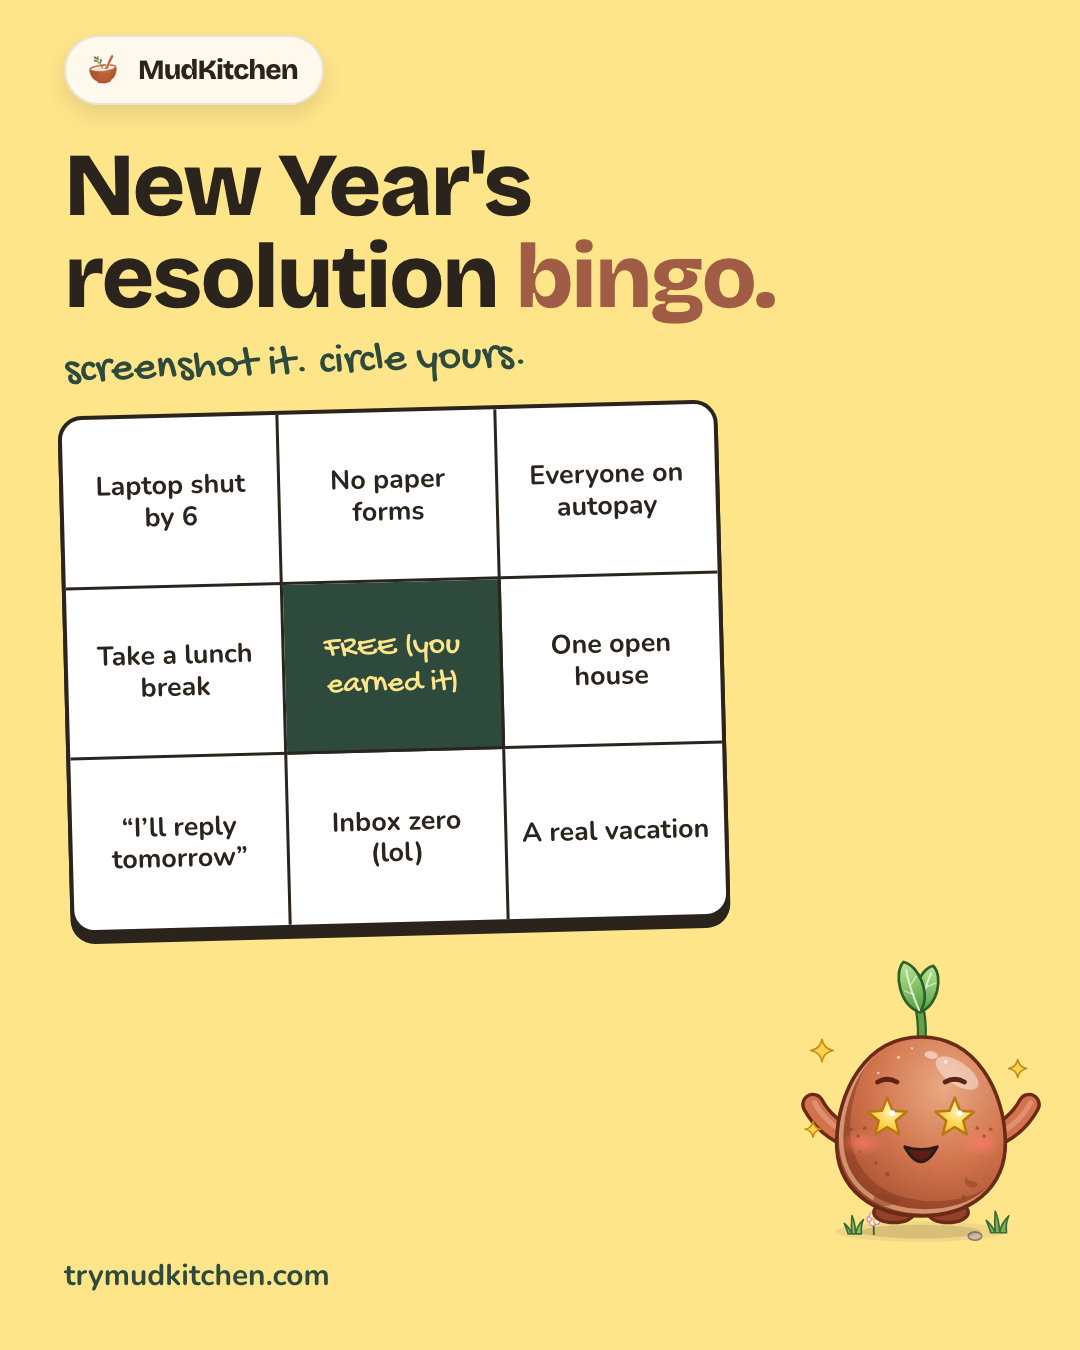 MudKitchen
New Year's
resolution bingo.
screenshot it. circle yours.
Laptop shut
by 6
No paper
forms
Everyone on
autopay
Take a lunch
break
FREE (you
earned it)
One open
house
“I’ll reply
tomorrow”
Inbox zero
(lol)
A real vacation
trymudkitchen.com